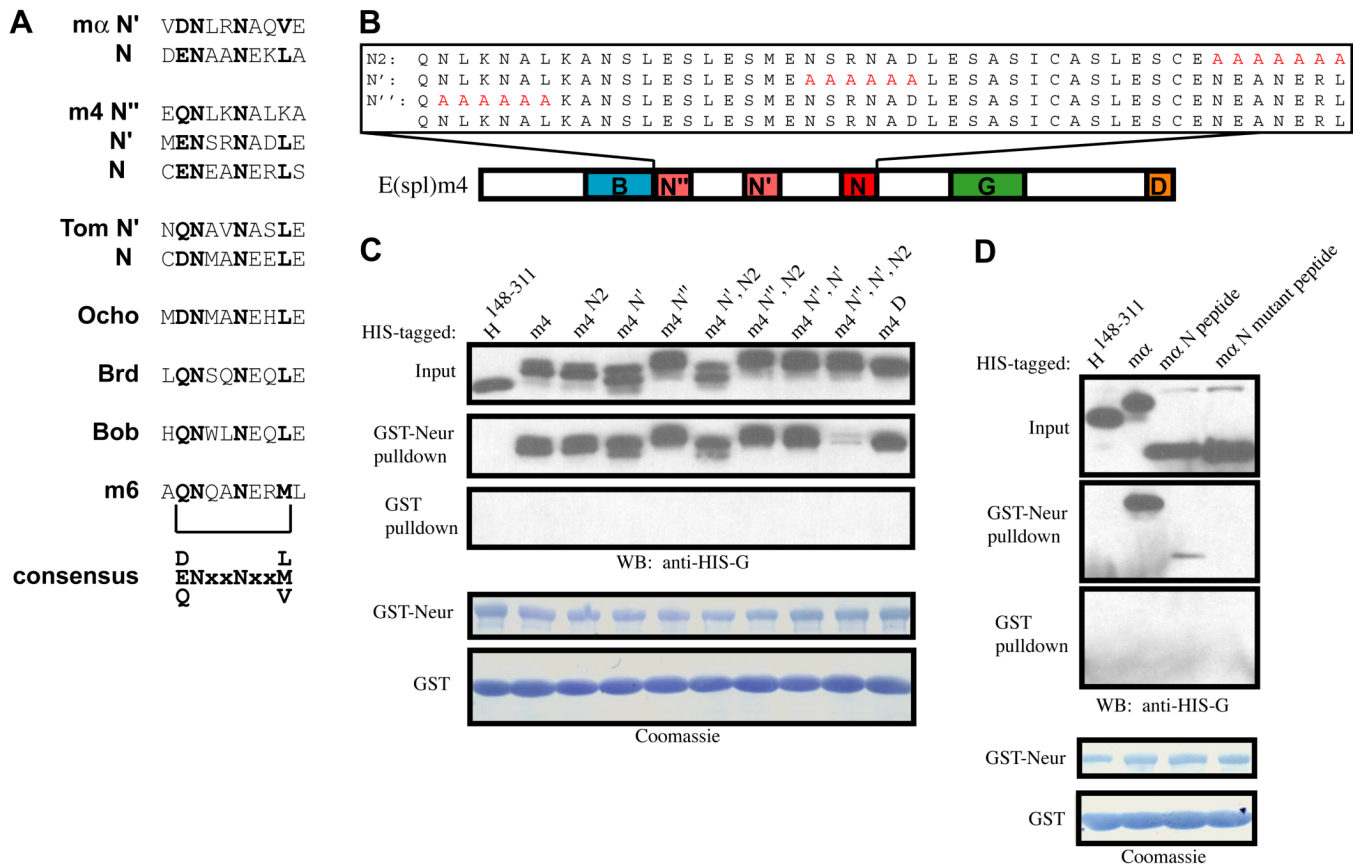 A
mα N' VDNLRNAQVE
N DENAANEKLA
m4 N'' EQNLKNALKA
N' MENSRNADLE
N CENEANERLS
Tom N' NQNAVNASLE
N CDNMANEELE
Ocho MDNMANEHLE
Brd LQNSQNEQLE
Bob HQNWLNEQLE
m6 AQNQANERML
D L
consensus ENxxNxxM
Q V
B
N2: Q N L K N A L K A N S L E S L E S M E N S R N A D L E S A S I C A S L E S C E A A A A A A A
N': Q N L K N A L K A N S L E S L E S M E A A A A A A L E S A S I C A S L E S C E N E A N E R L
N'': Q A A A A A A K A N S L E S L E S M E N S R N A D L E S A S I C A S L E S C E N E A N E R L
Q N L K N A L K A N S L E S L E S M E N S R N A D L E S A S I C A S L E S C E N E A N E R L
E(spl)m4 B N'' N' N G D
C
HIS-tagged: H 148-311 m4 m4 N2 m4 N' m4 N'' m4 N', N2 m4 N'', N2 m4 N'', N' m4 N'', N', N2 m4 D
Input
GST-Neur
pulldown
GST
pulldown
WB: anti-HIS-G
GST-Neur
GST
Coomassie
D
HIS-tagged: H 148-311 mα mα N peptide mα N mutant peptide
Input
GST-Neur
pulldown
GST
pulldown
WB: anti-HIS-G
GST-Neur
GST
Coomassie